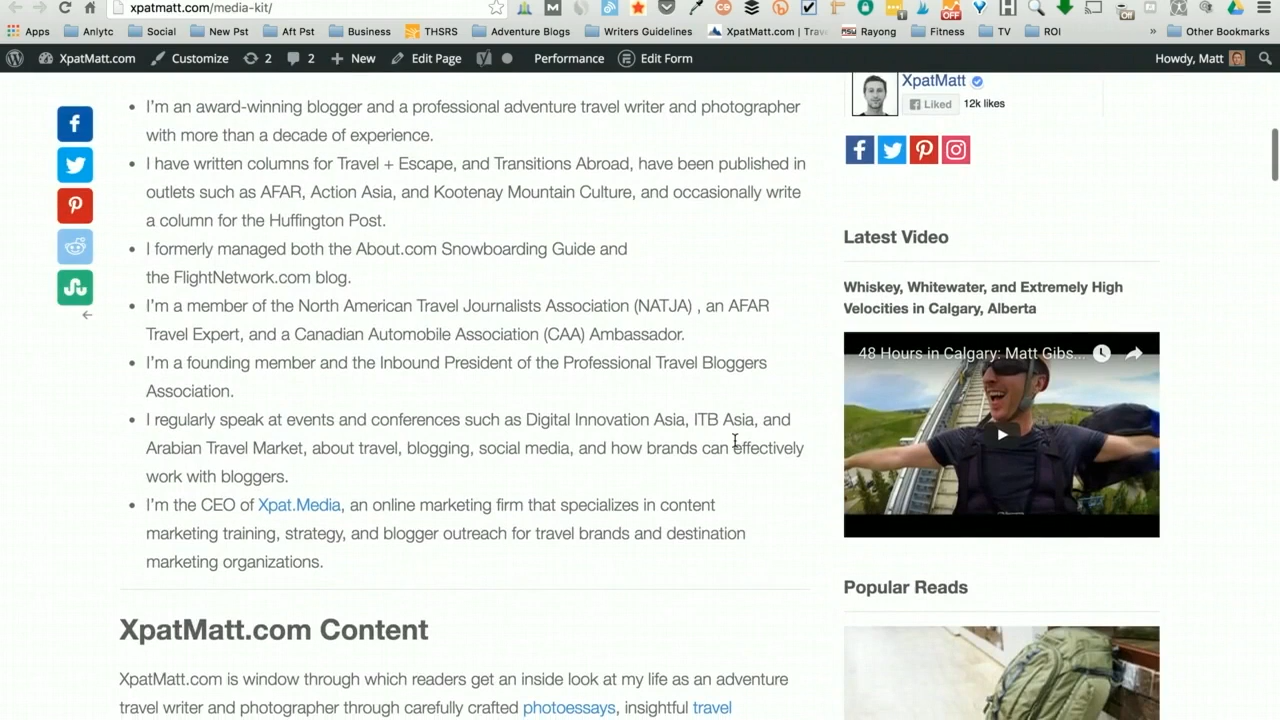 xpatmatt.com/media-kit/
Apps
Anlytc
Social
New Pst
Aft Pst
Business
THSRS
Adventure Blogs
Writers Guidelines
XpatMatt.com | Trav
Rayong
Fitness
TV
ROI
»
Other Bookmarks
XpatMatt.com
Customize
2
2
New
Edit Page
Performance
Edit Form
Howdy, Matt
• I'm an award-winning blogger and a professional adventure travel writer and photographer
with more than a decade of experience.
• I have written columns for Travel + Escape, and Transitions Abroad, have been published in
outlets such as AFAR, Action Asia, and Kootenay Mountain Culture, and occasionally write
a column for the Huffington Post.
• I formerly managed both the About.com Snowboarding Guide and
the FlightNetwork.com blog.
• I'm a member of the North American Travel Journalists Association (NATJA) , an AFAR
Travel Expert, and a Canadian Automobile Association (CAA) Ambassador.
• I'm a founding member and the Inbound President of the Professional Travel Bloggers
Association.
• I regularly speak at events and conferences such as Digital Innovation Asia, ITB Asia, and
Arabian Travel Market, about travel, blogging, social media, and how brands can effectively
work with bloggers.
• I'm the CEO of Xpat.Media, an online marketing firm that specializes in content
marketing training, strategy, and blogger outreach for travel brands and destination
marketing organizations.
XpatMatt.com Content
XpatMatt.com is window through which readers get an inside look at my life as an adventure
travel writer and photographer through carefully crafted photoessays, insightful travel
XpatMatt
Liked
12k likes
Latest Video
Whiskey, Whitewater, and Extremely High
Velocities in Calgary, Alberta
48 Hours in Calgary: Matt Gibs...
Popular Reads